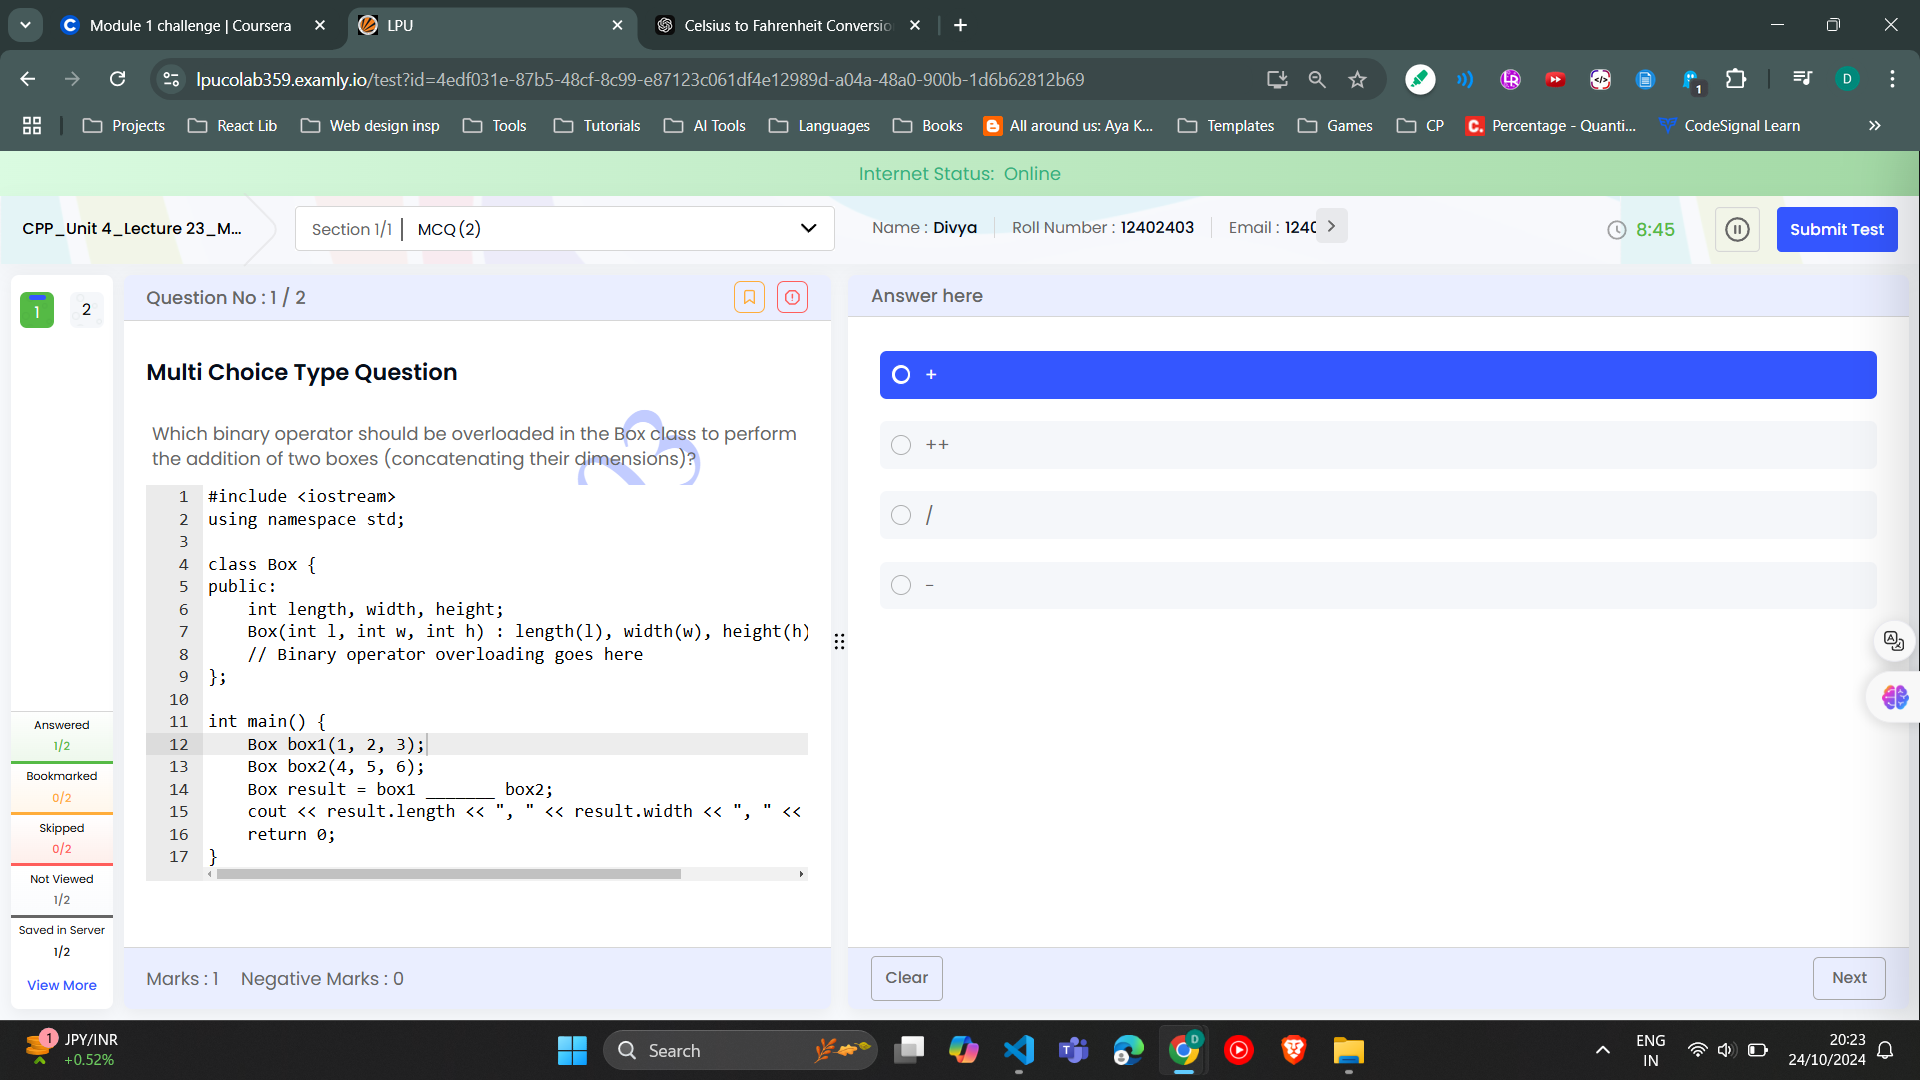 Module 1 challenge | Coursera
LPU
Celsius to Fahrenheit Conversio
lpucolab359.examly.io/test?id=4edf031e-87b5-48cf-8c99-e87123c061df4e12989d-a04a-48a0-900b-1d6b62812b69
1
D
Projects
React Lib
Web design insp
Tools
Tutorials
AI Tools
Languages
Books
All around us: Aya K...
Templates
Games
CP
Percentage - Quanti...
CodeSignal Learn
Internet Status: Online
CPP_Unit 4_Lecture 23_M...
Section 1/1 | MCQ (2)
Name : Divya
Roll Number : 12402403
Email : 1240
8:45
Submit Test
1
2
Question No : 1 / 2
Multi Choice Type Question
Which binary operator should be overloaded in the Box class to perform
the addition of two boxes (concatenating their dimensions)?
1 #include <iostream>
2 using namespace std;
3
4 class Box {
5 public:
6 int length, width, height;
7 Box(int l, int w, int h) : length(l), width(w), height(h)
8 // Binary operator overloading goes here
9 };
10
11 int main() {
12 Box box1(1, 2, 3);
13 Box box2(4, 5, 6);
14 Box result = box1 _______ box2;
15 cout << result.length << ", " << result.width << ", " <<
16 return 0;
17 }
Marks : 1
Negative Marks : 0
Answer here
+
++
/
-
Clear
Next
Answered
1/2
Bookmarked
0/2
Skipped
0/2
Not Viewed
1/2
Saved in Server
1/2
View More
1
JPY/INR
+0.52%
Search
D
ENG
IN
20:23
24/10/2024